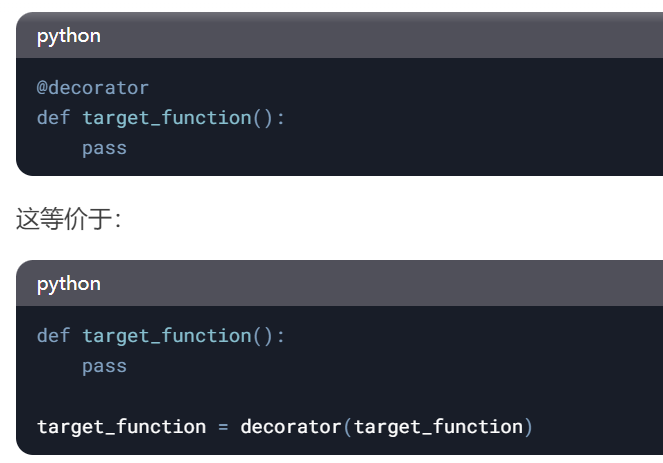 python
@decorator
def target_function():
    pass
这等价于：
python
def target_function():
    pass
target_function = decorator(target_function)